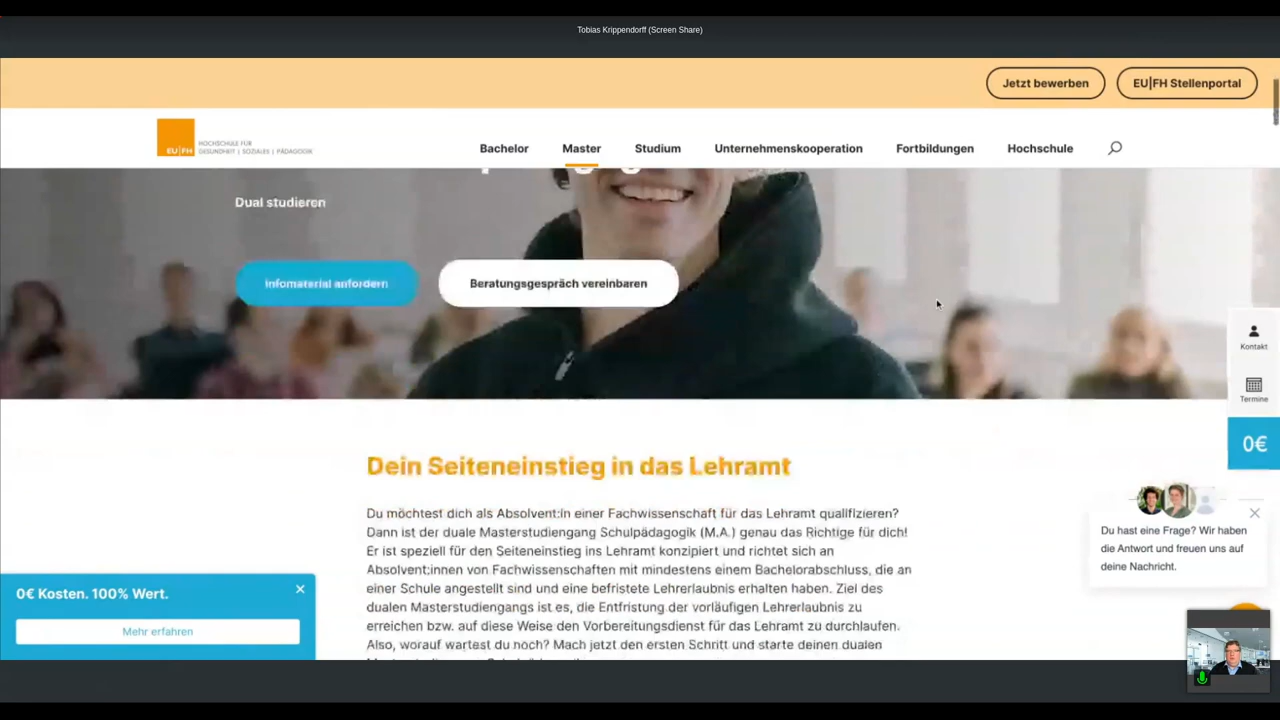 Tobias Krippendorff (Screen Share)
Jetzt bewerben
EU|FH Stellenportal
EU|FH
HOCHSCHULE FÜR
GESUNDHEIT | SOZIALES | PÄDAGOGIK
Bachelor
Master
Studium
Unternehmenskooperation
Fortbildungen
Hochschule
Dual studieren
Infomaterial anfordern
Beratungsgespräch vereinbaren
Kontakt
Termine
0€
Dein Seiteneinstieg in das Lehramt
Du möchtest dich als Absolvent:in einer Fachwissenschaft für das Lehramt qualifizieren?
Dann ist der duale Masterstudiengang Schulpädagogik (M.A.) genau das Richtige für dich!
Er ist speziell für den Seiteneinstieg ins Lehramt konzipiert und richtet sich an
Absolvent:innen von Fachwissenschaften mit mindestens einem Bachelorabschluss, die an
einer Schule angestellt sind und eine befristete Lehrerlaubnis erhalten haben. Ziel des
dualen Masterstudiengangs ist es, die Entfristung der vorläufigen Lehrerlaubnis zu
erreichen bzw. auf diese Weise den Vorbereitungsdienst für das Lehramt zu durchlaufen.
Also, worauf wartest du noch? Mach jetzt den ersten Schritt und starte deinen dualen
Du hast eine Frage? Wir haben
die Antwort und freuen uns auf
deine Nachricht.
0€ Kosten. 100% Wert.
Mehr erfahren